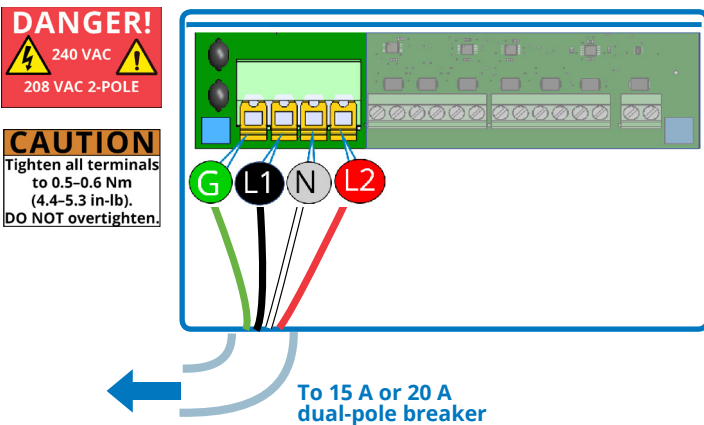 DANGER!
240 VAC
208 VAC 2-POLE
CAUTION
Tighten all terminals
to 0.5–0.6 Nm
(4.4–5.3 in-lb).
DO NOT overtighten.
G L1 N L2
To 15 A or 20 A
dual-pole breaker